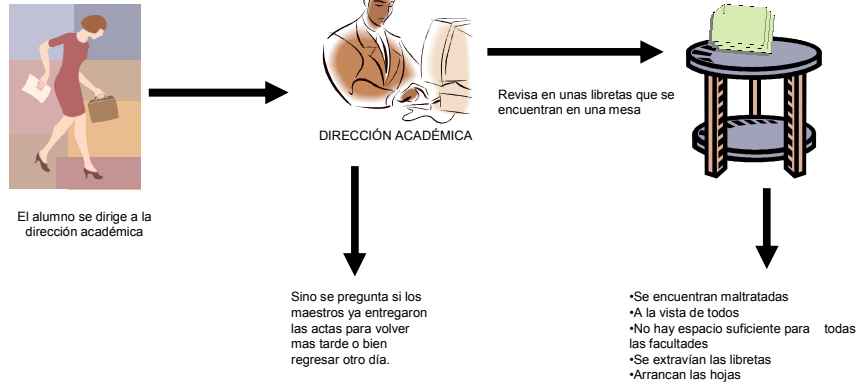 El alumno se dirige a la
dirección académica
DIRECCIÓN ACADÉMICA
Revisa en unas libretas que se
encuentran en una mesa
Sino se pregunta si los
maestros ya entregaron
las actas para volver
mas tarde o bien
regresar otro día.
•Se encuentran maltratadas
•A la vista de todos
•No hay espacio suficiente para todas
las facultades
•Se extravían las libretas
•Arrancan las hojas